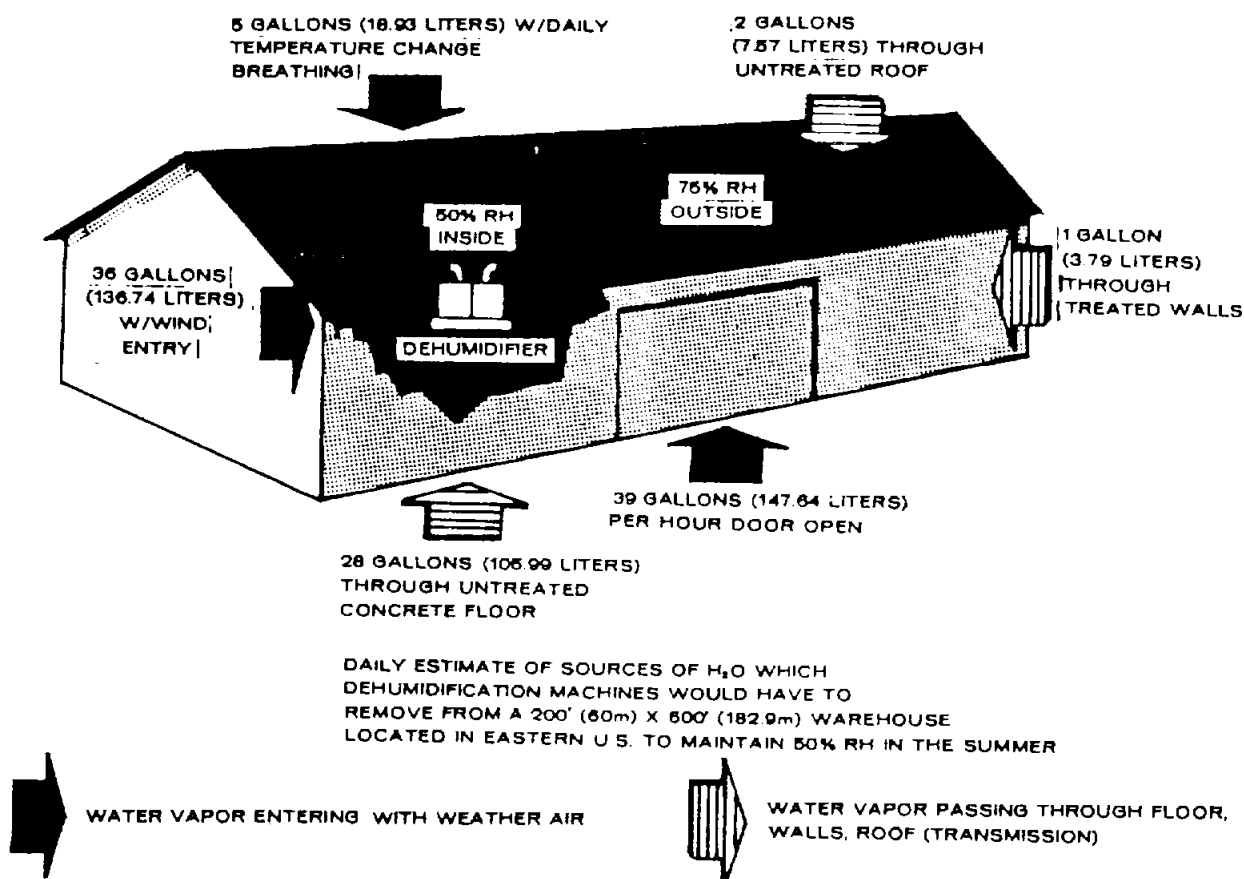 5 GALLONS (18.93 LITERS) W/DAILY
TEMPERATURE CHANGE
BREATHING
2 GALLONS
(7.57 LITERS) THROUGH
UNTREATED ROOF
50% RH
INSIDE
75% RH
OUTSIDE
36 GALLONS
(136.74 LITERS)
W/WIND
ENTRY
DEHUMIDIFIER
1 GALLON
(3.79 LITERS)
THROUGH
TREATED WALLS
39 GALLONS (147.64 LITERS)
PER HOUR DOOR OPEN
28 GALLONS (105.99 LITERS)
THROUGH UNTREATED
CONCRETE FLOOR
DAILY ESTIMATE OF SOURCES OF H₂O WHICH
DEHUMIDIFICATION MACHINES WOULD HAVE TO
REMOVE FROM A 200' (60m) X 600' (182.9m) WAREHOUSE
LOCATED IN EASTERN U.S. TO MAINTAIN 50% RH IN THE SUMMER
WATER VAPOR ENTERING WITH WEATHER AIR
WATER VAPOR PASSING THROUGH FLOOR,
WALLS, ROOF (TRANSMISSION)